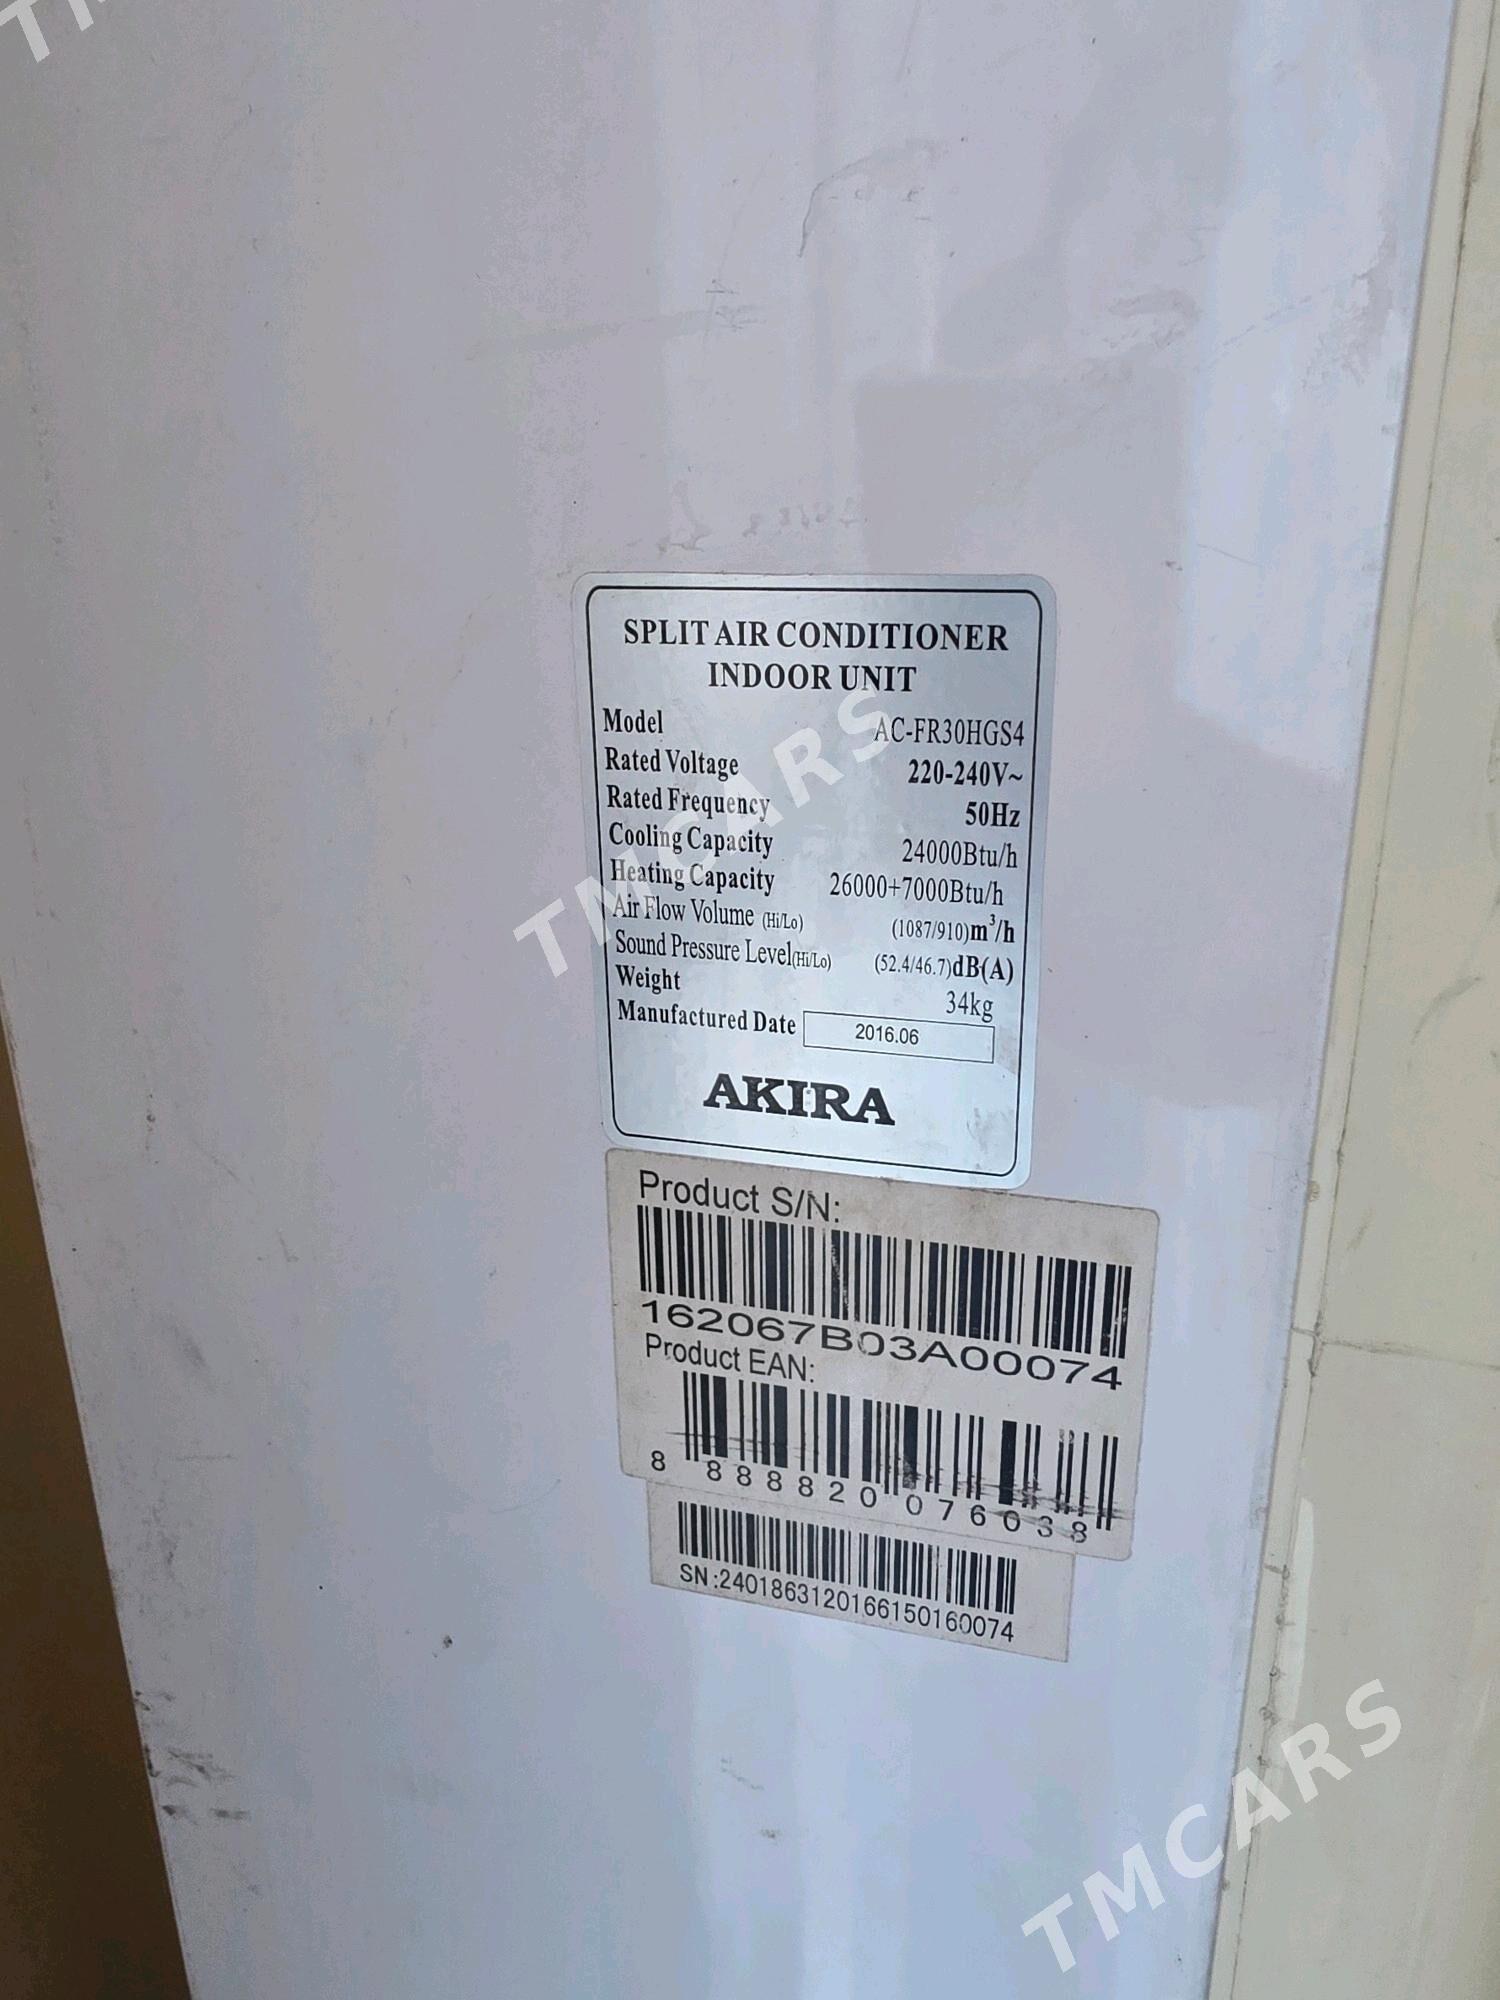 SPLIT AIR CONDITIONER
INDOOR UNIT
Model AC-FR30HGS4
Rated Voltage 220-240V~
Rated Frequency 50Hz
Cooling Capacity 24000Btu/h
Heating Capacity 26000+7000Btu/h
Air Flow Volume (Hi/Lo) (1087/910)m³/h
Sound Pressure Level(Hi/Lo) (52.4/46.7)dB(A)
Weight 34kg
Manufactured Date 2016.06
AKIRA
Product S/N:
162067B03A00074
Product EAN:
8 888820 076038
SN:2401863120166150160074
TMCARS
TMCARS